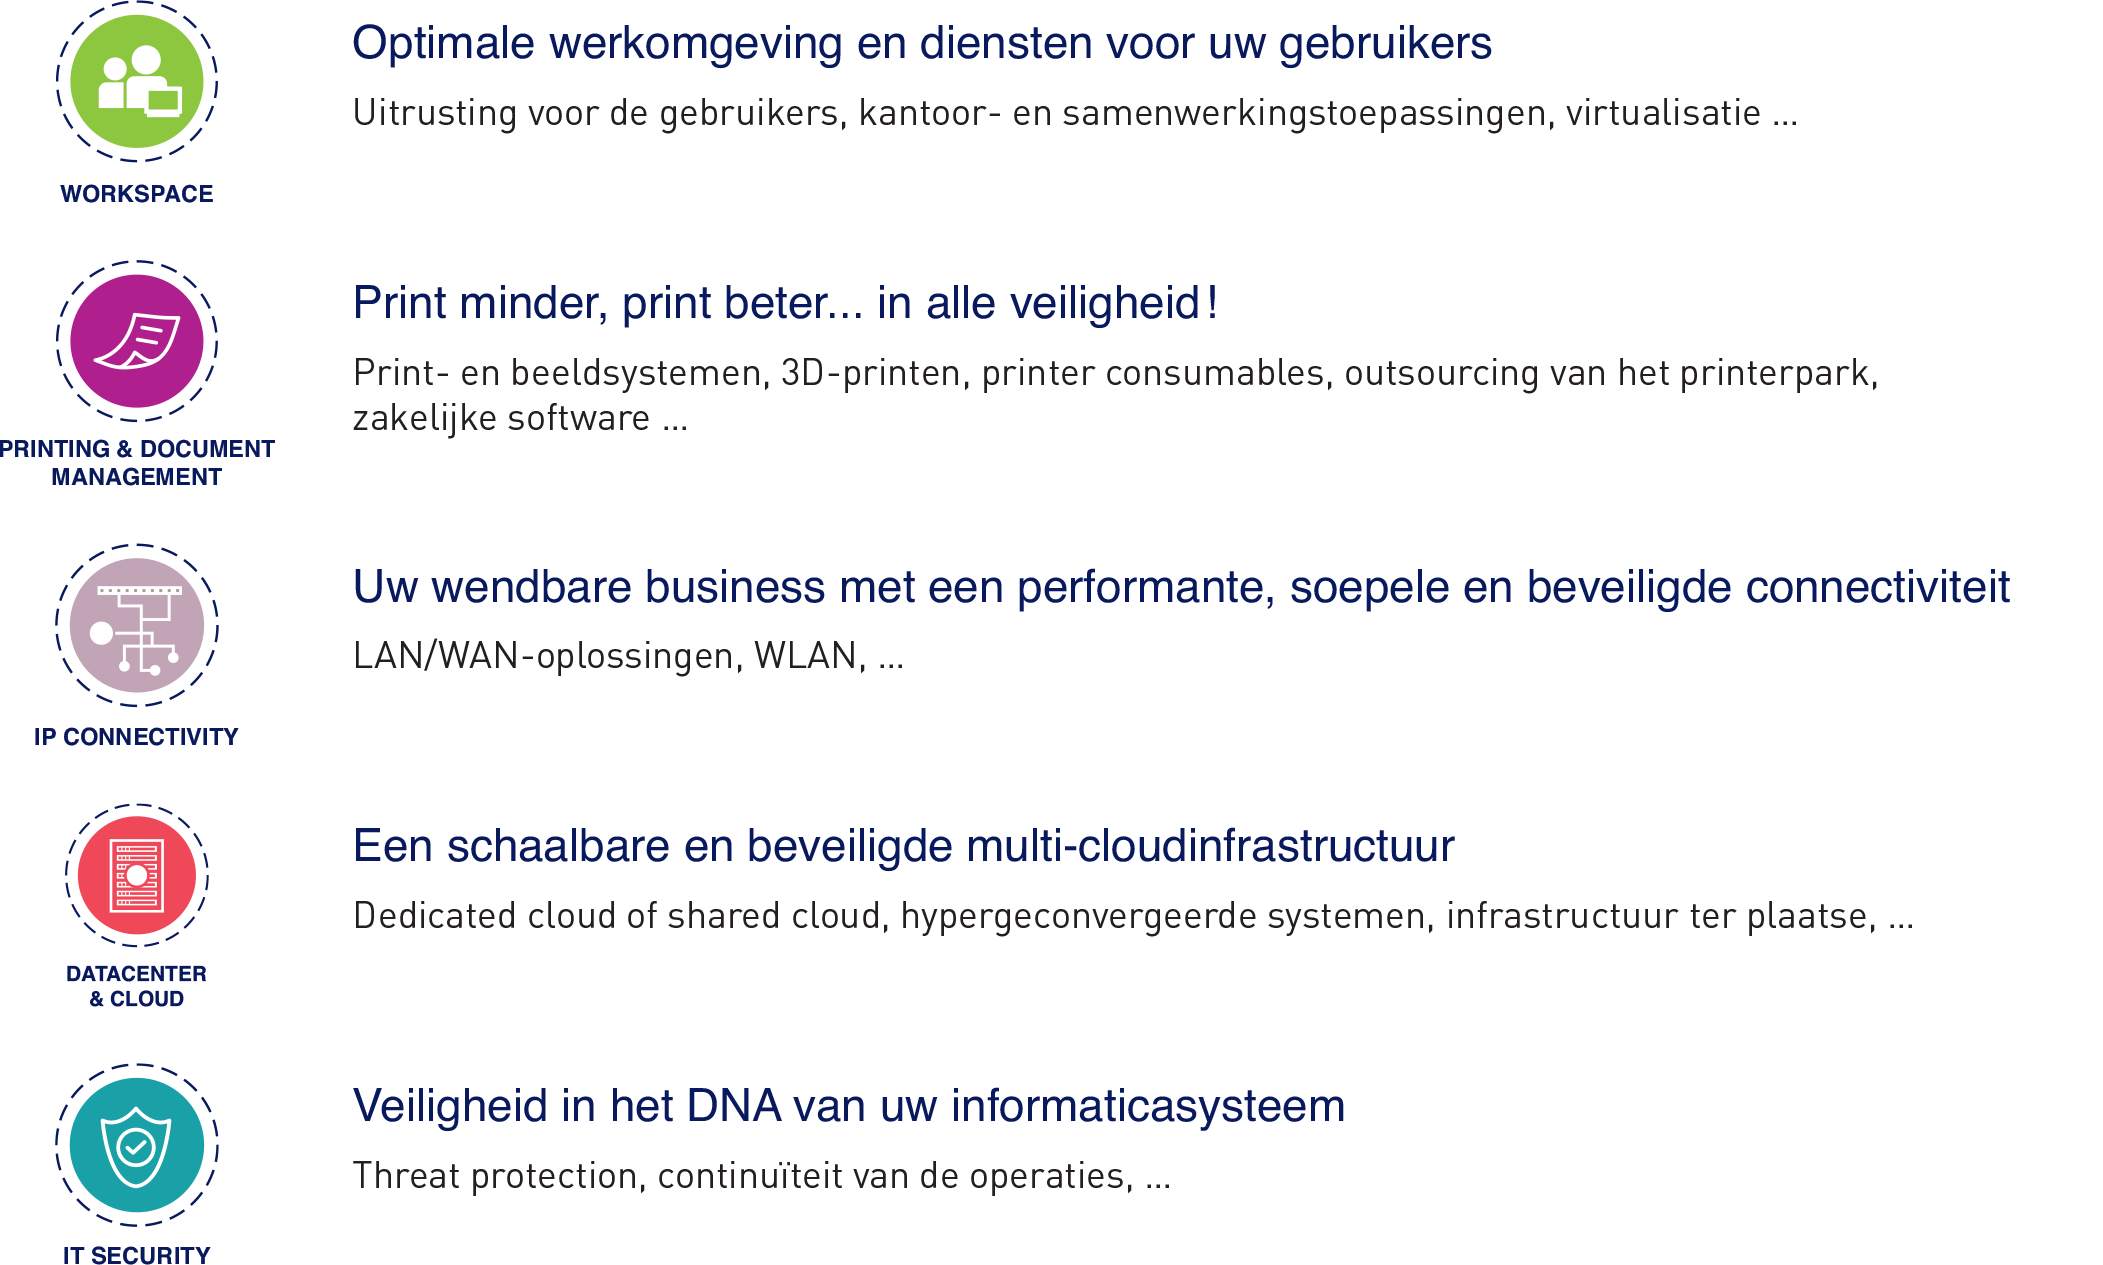 Optimale werkomgeving en diensten voor uw gebruikers
Uitrusting voor de gebruikers, kantoor- en samenwerkingstoepassingen, virtualisatie ...
WORKSPACE
Print minder, print beter... in alle veiligheid !
Print- en beeldsystemen, 3D-printen, printer consumables, outsourcing van het printerpark,
zakelijke software ...
PRINTING & DOCUMENT
MANAGEMENT
Uw wendbare business met een performante, soepele en beveiligde connectiviteit
LAN/WAN-oplossingen, WLAN, ...
IP CONNECTIVITY
Een schaalbare en beveiligde multi-cloudinfrastructuur
Dedicated cloud of shared cloud, hypergeconvergeerde systemen, infrastructuur ter plaatse, ...
DATACENTER
& CLOUD
Veiligheid in het DNA van uw informaticasysteem
Threat protection, continuïteit van de operaties, ...
IT SECURITY